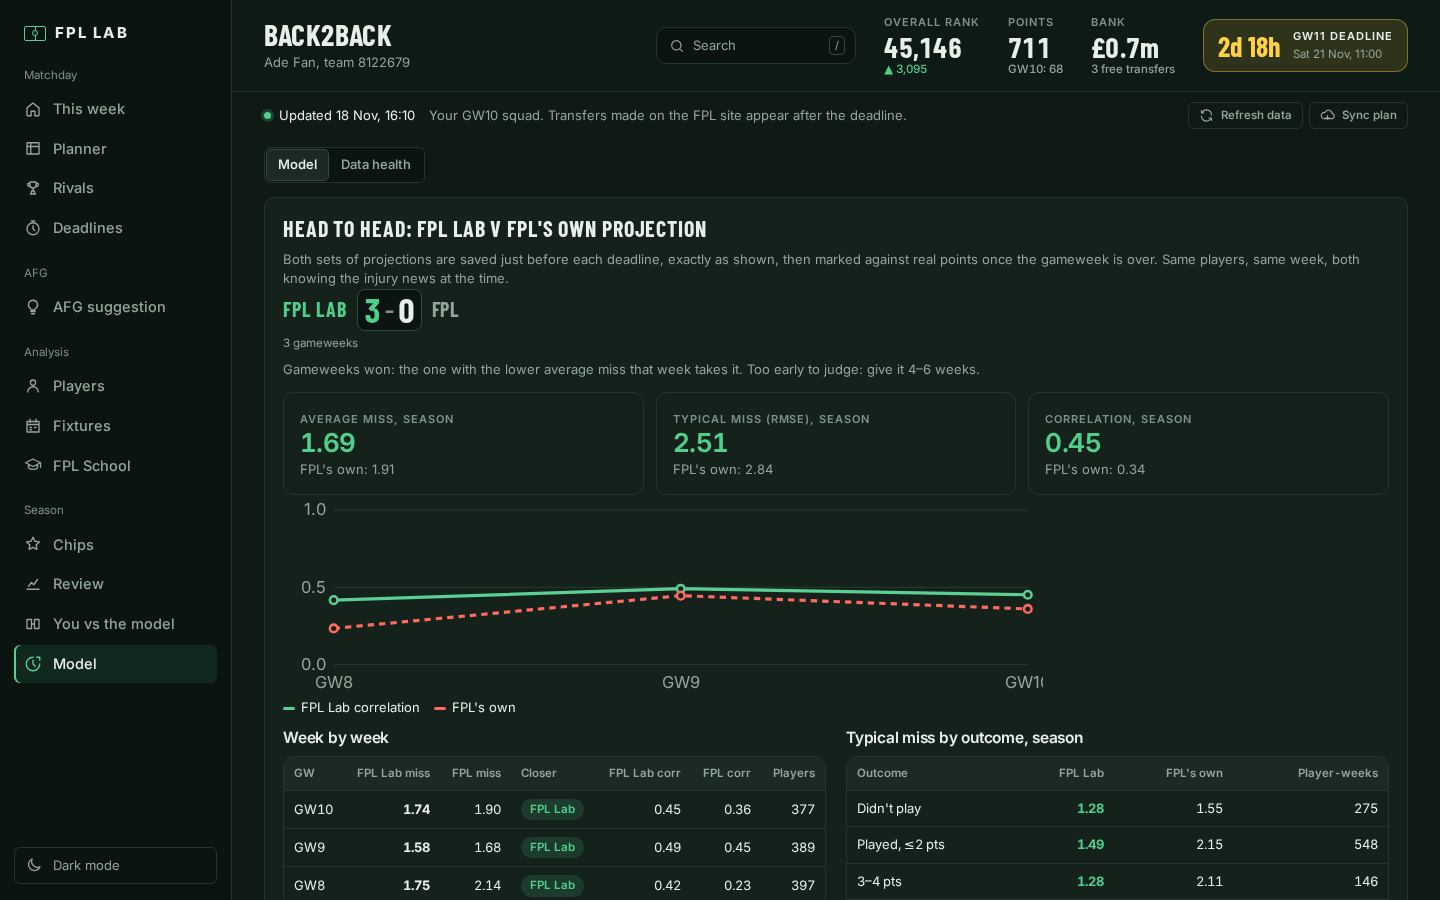 FPL LAB
Matchday
This week
Planner
Rivals
Deadlines
AFG
AFG suggestion
Analysis
Players
Fixtures
FPL School
Season
Chips
Review
You vs the model
Model
Dark mode
BACK2BACK
Ade Fan, team 8122679
Search /
OVERALL RANK
45,146
▲ 3,095
POINTS
711
GW10: 68
BANK
£0.7m
3 free transfers
2d 18h
GW11 DEADLINE
Sat 21 Nov, 11:00
Updated 18 Nov, 16:10 Your GW10 squad. Transfers made on the FPL site appear after the deadline.
Refresh data
Sync plan
Model Data health
HEAD TO HEAD: FPL LAB V FPL'S OWN PROJECTION
Both sets of projections are saved just before each deadline, exactly as shown, then marked against real points once the gameweek is over. Same players, same week, both
knowing the injury news at the time.
FPL LAB 3 - 0 FPL
3 gameweeks
Gameweeks won: the one with the lower average miss that week takes it. Too early to judge: give it 4–6 weeks.
AVERAGE MISS, SEASON
1.69
FPL's own: 1.91
TYPICAL MISS (RMSE), SEASON
2.51
FPL's own: 2.84
CORRELATION, SEASON
0.45
FPL's own: 0.34
1.0
0.5
0.0
GW8 GW9 GW1
FPL Lab correlation FPL's own
Week by week
GW FPL Lab miss FPL miss Closer FPL Lab corr FPL corr Players
GW10 1.74 1.90 FPL Lab 0.45 0.36 377
GW9 1.58 1.68 FPL Lab 0.49 0.45 389
GW8 1.75 2.14 FPL Lab 0.42 0.23 397
Typical miss by outcome, season
Outcome FPL Lab FPL's own Player-weeks
Didn't play 1.28 1.55 275
Played, ≤2 pts 1.49 2.15 548
3–4 pts 1.28 2.11 146